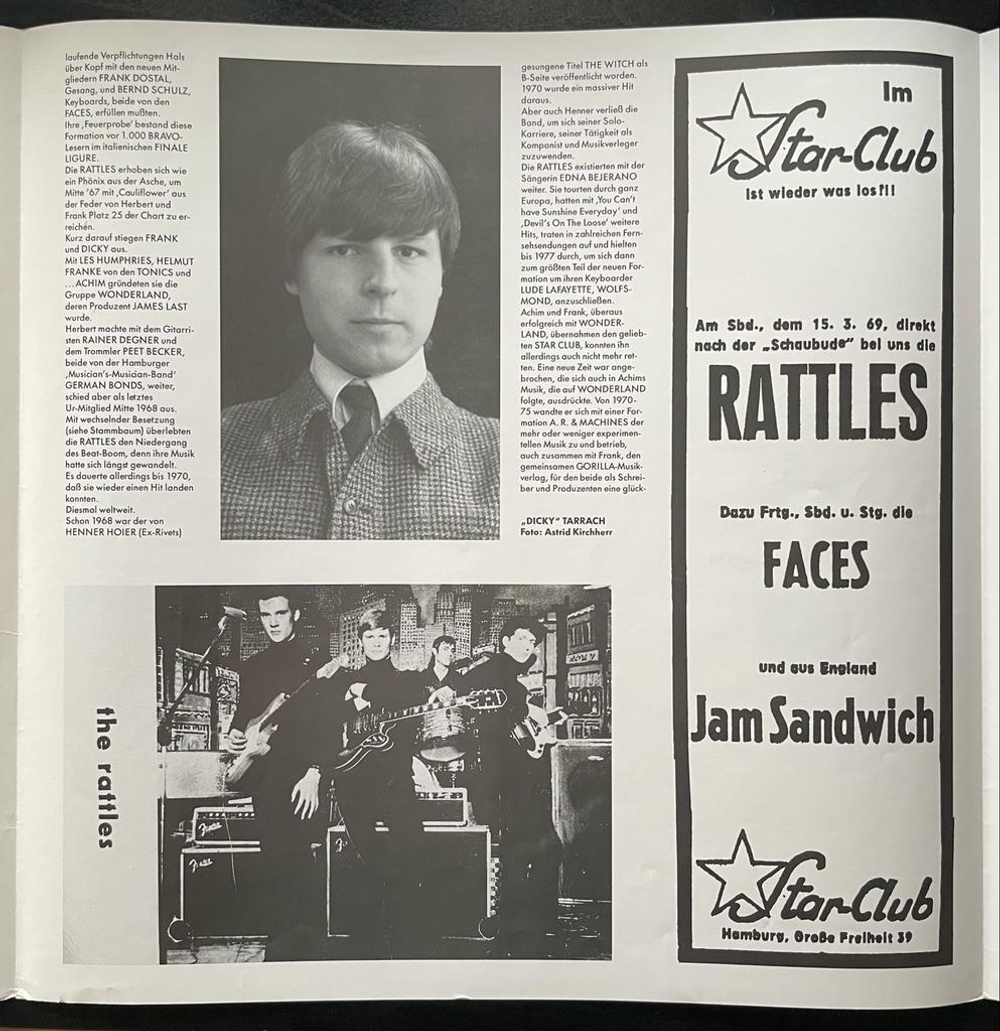 laufende Verpflichtungen Hals
über Kopf mit den neuen Mit-
gliedern FRANK DOSTAL,
Gesang, und BERND SCHULZ,
Keyboards, beide von den
FACES, erfüllen mußten.
Ihre ‚Feuerprobe' bestand diese
Formation vor 1.000 BRAVO-
Lesern im italienischen FINALE
LIGURE.
Die RATTLES erhoben sich wie
ein Phönix aus der Asche, um
Mitte '67 mit ‚Cauliflower' aus
der Feder von Herbert und
Frank Platz 25 der Chart zu er-
reichen.
Kurz darauf stiegen FRANK
und DICKY aus.
Mit LES HUMPHRIES, HELMUT
FRANKE von den TONICS und
...ACHIM gründeten sie die
Gruppe WONDERLAND,
deren Produzent JAMES LAST
wurde.
Herbert machte mit dem Gitarri-
sten RAINER DEGNER und
dem Trommler PEET BECKER,
beide von der Hamburger
‚Musician's-Musician-Band'
GERMAN BONDS, weiter,
schied aber als letztes
Ur-Mitglied Mitte 1968 aus.
Mit wechselnder Besetzung
(siehe Stammbaum) überlebten
die RATTLES den Niedergang
des Beat-Boom, denn ihre Musik
hatte sich längst gewandelt.
Es dauerte allerdings bis 1970,
daß sie wieder einen Hit landen
konnten.
Diesmal weltweit.
Schon 1968 war der von
HENNER HOIER (Ex-Rivets)
gesungene Titel THE WITCH als
B-Seite veröffentlicht worden.
1970 wurde ein massiver Hit
daraus.
Aber auch Henner verließ die
Band, um sich seiner Solo-
Karriere, seiner Tätigkeit als
Komponist und Musikverleger
zuzuwenden.
Die RATTLES existierten mit der
Sängerin EDNA BEJERANO
weiter. Sie tourten durch ganz
Europa, hatten mit ‚You Can't
have Sunshine Everyday' und
‚Devil's On The Loose' weitere
Hits, traten in zahlreichen Fern-
sehsendungen auf und hielten
bis 1977 durch, um sich dann
zum größten Teil der neuen For-
mation um ihren Keyboarder
LUDE LAFAYETTE, WOLFS-
MOND, anzuschließen.
Achim und Frank, überaus
erfolgreich mit WONDER-
LAND, übernahmen den gelieb-
ten STAR CLUB, konnten ihn
allerdings auch nicht mehr ret-
ten. Eine neue Zeit war ange-
brochen, die sich auch in Achims
Musik, die auf WONDERLAND
folgte, ausdrückte. Von 1970-
75 wandte er sich mit einer For-
mation A. R. & MACHINES der
mehr oder weniger experimen-
tellen Musik zu und betrieb,
auch zusammen mit Frank, den
gemeinsamen GORILLA-Musik-
verlag, für den beide als Schrei-
ber und Produzenten eine glück-
„DICKY" TARRACH
Foto: Astrid Kirchherr
the rattles
Fender
Fender
Im
Star-Club
ist wieder was los!!!
Am Sbd., dem 15. 3. 69, direkt
nach der „Schaubude" bei uns die
RATTLES
Dazu Frtg., Sbd. u. Stg. die
FACES
und aus England
Jam Sandwich
Star-Club
Hamburg, Große Freiheit 39